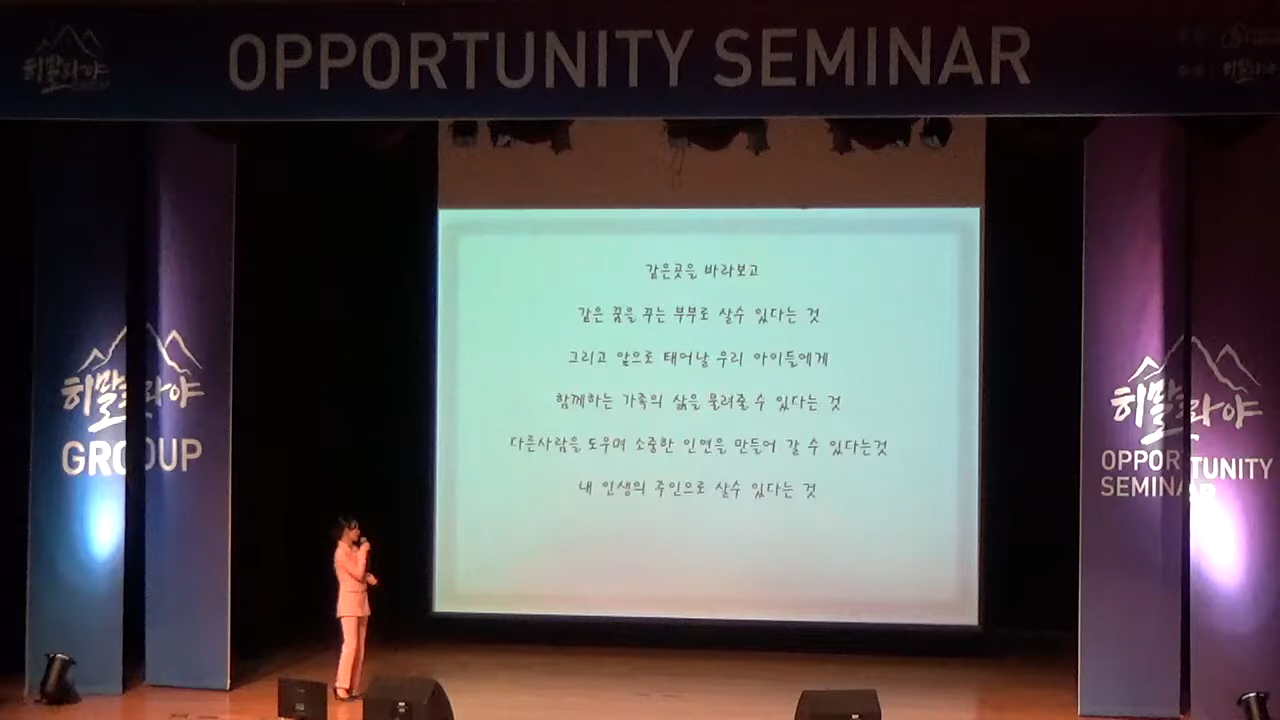 히말라야
OPPORTUNITY SEMINAR
같은곳을 바라보고
같은 꿈을 꾸는 부부로 살수 있다는 것
그리고 앞으로 태어날 우리 아이들에게
함께하는 가족의 삶을 물려줄 수 있다는 것
다른사람을 도우며 소중한 인연을 만들어 갈 수 있다는것
내 인생의 주인으로 살수 있다는 것
히말라야
GROUP
히말라야
OPPORTUNITY
SEMINAR